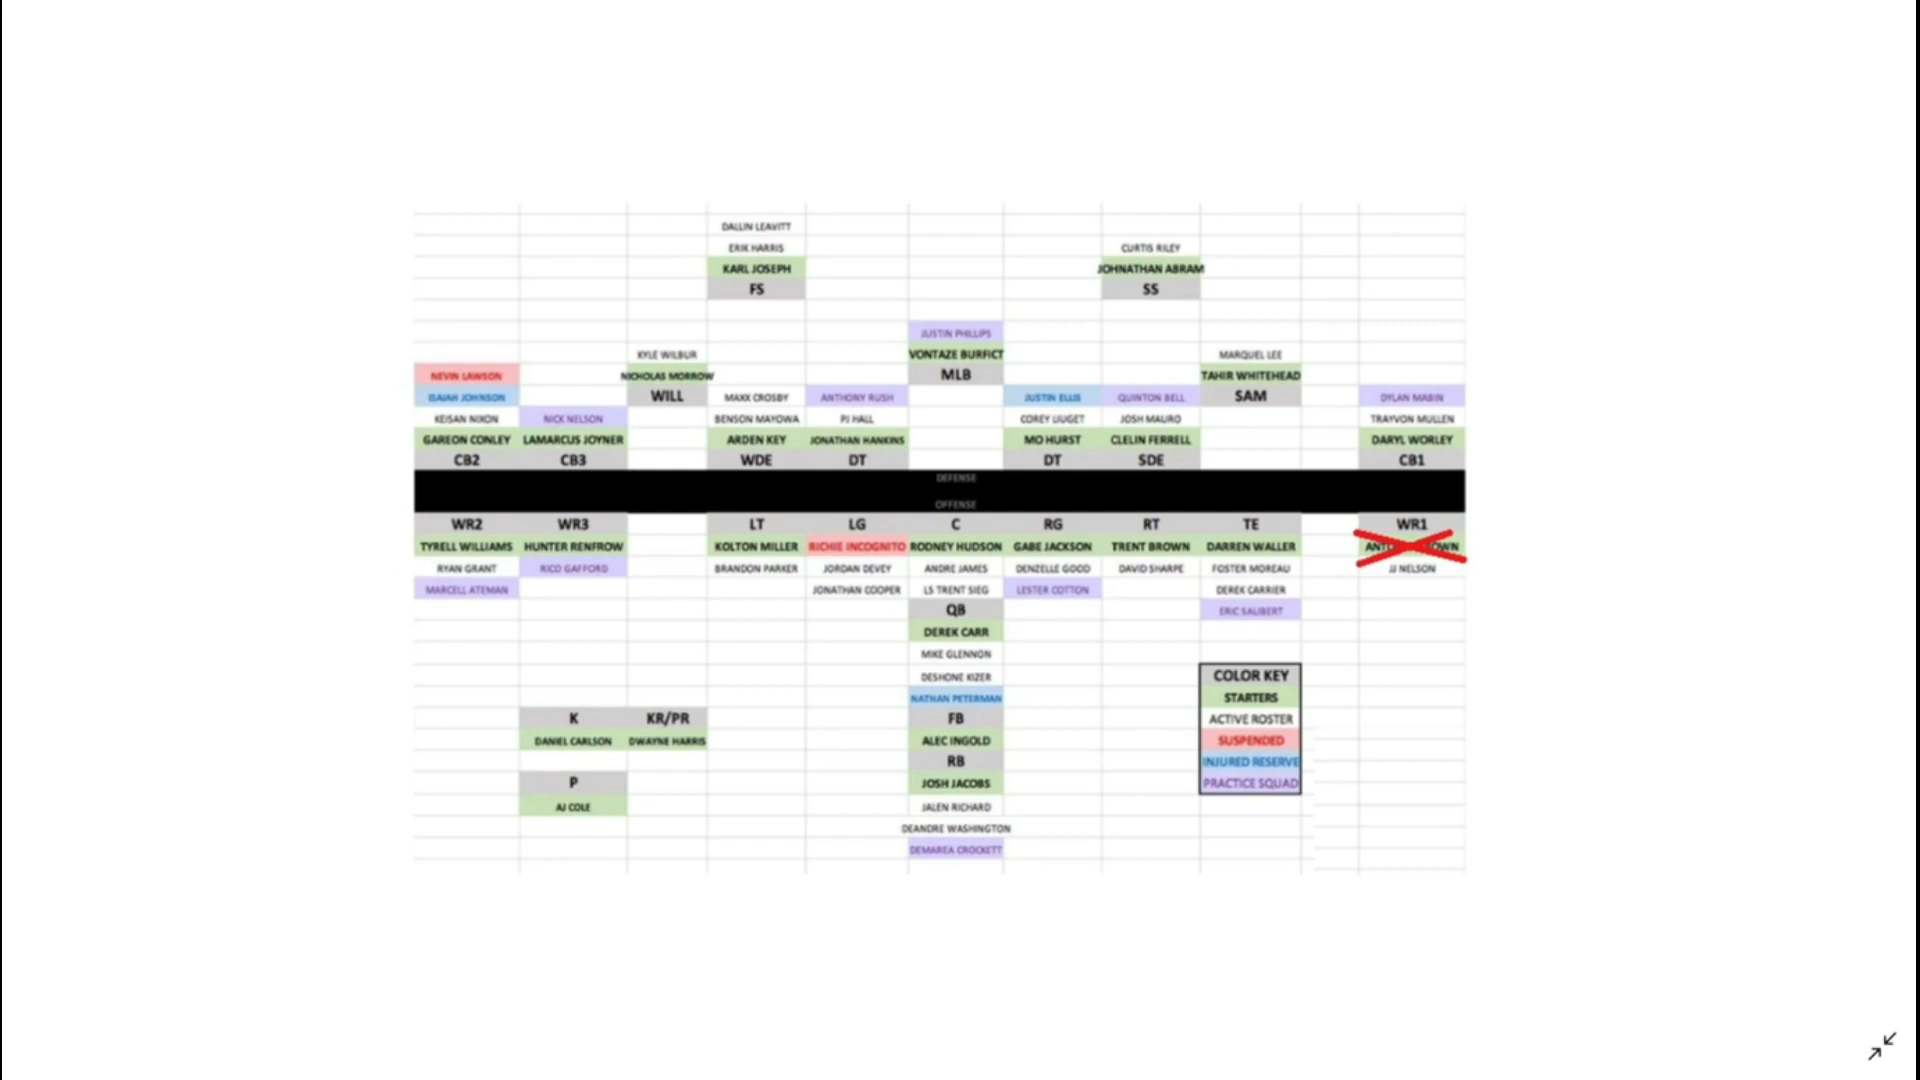 DALLIN LEAVITT
ERIK HARRIS CURTIS RILEY
KARL JOSEPH JOHNATHAN ABRAM
FS SS
JUSTIN PHILLIPS
KYLE WILBUR VONTAZE BURFICT MARQUEL LEE
NEVIN LAWSON NICHOLAS MORROW MLB TAHIR WHITEHEAD
ISAIAH JOHNSON WILL MAXX CROSBY ANTHONY RUSH JUSTIN ELLIS QUINTON BELL SAM DYLAN MABIN
KEISAN NIXON NICK NELSON BENSON MAYOWA PJ HALL COREY LIUGET JOSH MAURO TRAYVON MULLEN
GAREON CONLEY LAMARCUS JOYNER ARDEN KEY JONATHAN HANKINS MO HURST CLELIN FERRELL DARYL WORLEY
CB2 CB3 WDE DT DT SDE CB1
DEFENSE
OFFENSE
WR2 WR3 LT LG C RG RT TE WR1
TYRELL WILLIAMS HUNTER RENFROW KOLTON MILLER RICHIE INCOGNITO RODNEY HUDSON GABE JACKSON TRENT BROWN DARREN WALLER
RYAN GRANT RICO GAFFORD BRANDON PARKER JORDAN DEVEY ANDRE JAMES DENZELLE GOOD DAVID SHARPE FOSTER MOREAU JJ NELSON
MARCELL ATEMAN JONATHAN COOPER LS TRENT SIEG LESTER COTTON DEREK CARRIER
QB ERIC SAUBERT
DEREK CARR
MIKE GLENNON
DESHONE KIZER COLOR KEY
NATHAN PETERMAN STARTERS
K KR/PR FB ACTIVE ROSTER
DANIEL CARLSON DWAYNE HARRIS ALEC INGOLD SUSPENDED
RB INJURED RESERVE
P JOSH JACOBS PRACTICE SQUAD
AJ COLE JALEN RICHARD
DEANDRE WASHINGTON
DEMAREA CROCKETT